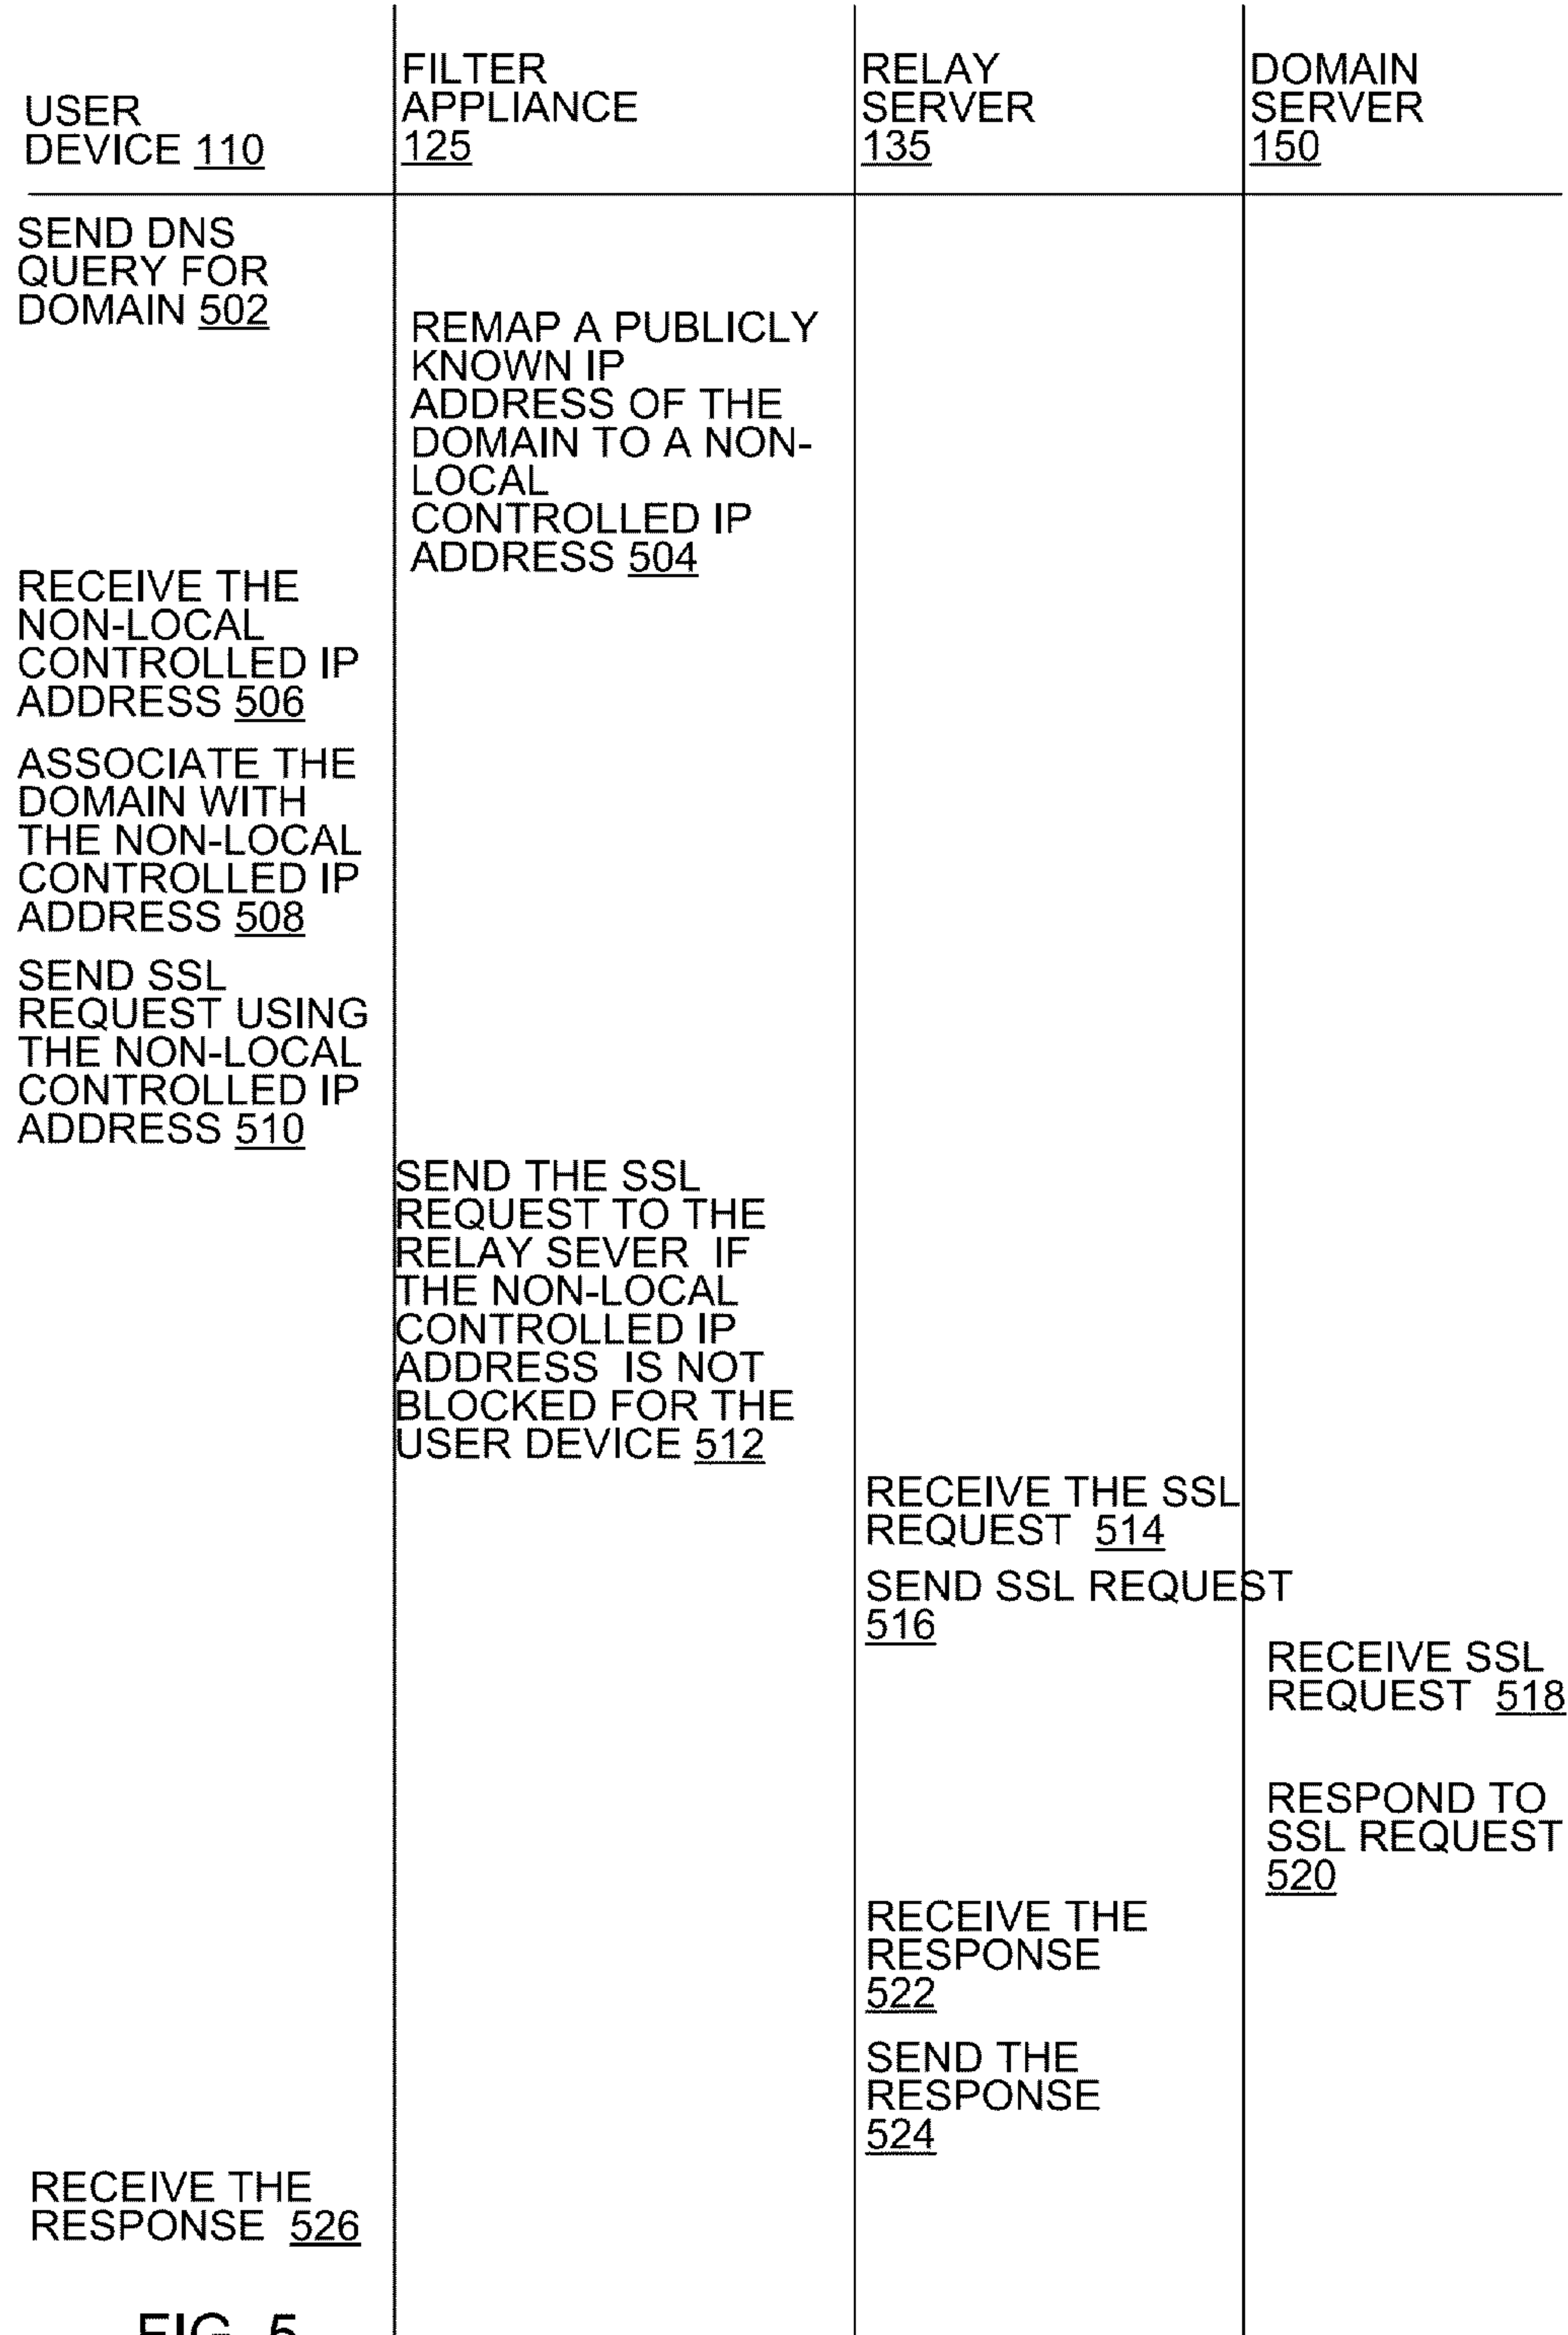 USER
DEVICE 110
FILTER
APPLIANCE
125
RELAY
SERVER
135
DOMAIN
SERVER
150
SEND DNS
QUERY FOR
DOMAIN 502
REMAP A PUBLICLY
KNOWN IP
ADDRESS OF THE
DOMAIN TO A NON-
LOCAL
CONTROLLED IP
ADDRESS 504
RECEIVE THE
NON-LOCAL
CONTROLLED IP
ADDRESS 506
ASSOCIATE THE
DOMAIN WITH
THE NON-LOCAL
CONTROLLED IP
ADDRESS 508
SEND SSL
REQUEST USING
THE NON-LOCAL
CONTROLLED IP
ADDRESS 510
SEND THE SSL
REQUEST TO THE
RELAY SEVER IF
THE NON-LOCAL
CONTROLLED IP
ADDRESS IS NOT
BLOCKED FOR THE
USER DEVICE 512
RECEIVE THE SSL
REQUEST 514
SEND SSL REQUEST
516
RECEIVE SSL
REQUEST 518
RESPOND TO
SSL REQUEST
520
RECEIVE THE
RESPONSE
522
SEND THE
RESPONSE
524
RECEIVE THE
RESPONSE 526
FIG. 5